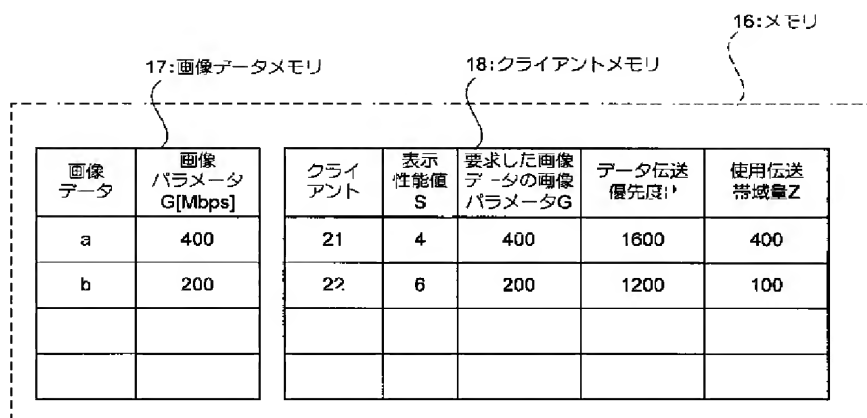 16:メモリ
17:画像データメモリ
18:クライアントメモリ
画像
データ
画像
パラメータ
G[Mbps]
クライ
アント
表示
性能値
S
要求した画像
データの画像
パラメータG
データ伝送
優先度P
使用伝送
帯域量Z
a 400 21 4 400 1600 400
b 200 22 6 200 1200 100